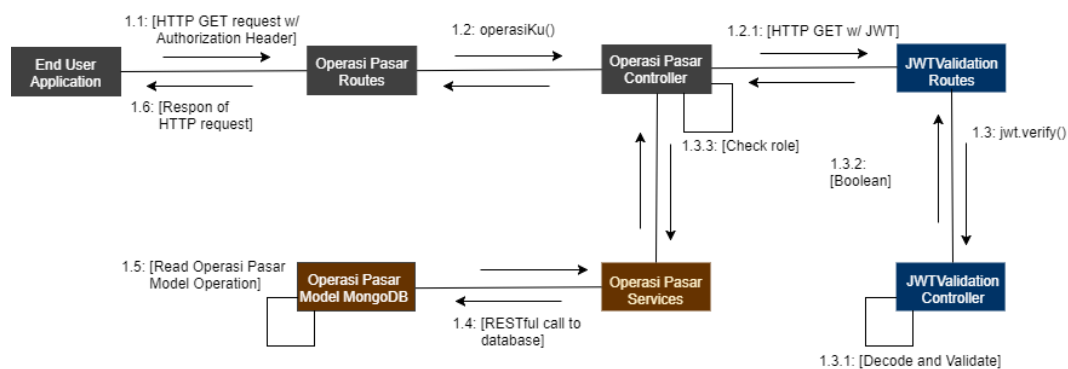 1.1: [HTTP GET request w/
Authorization Header]
1.2: operasiKu()
1.2.1: [HTTP GET w/ JWT]
End User
Application
Operasi Pasar
Routes
Operasi Pasar
Controller
JWTValidation
Routes
1.6: [Respon of
HTTP request]
1.3.3: [Check role]
1.3: jwt.verify()
1.3.2:
[Boolean]
1.5: [Read Operasi Pasar
Model Operation]
Operasi Pasar
Model MongoDB
Operasi Pasar
Services
JWTValidation
Controller
1.4: [RESTful call to
database]
1.3.1: [Decode and Validate]